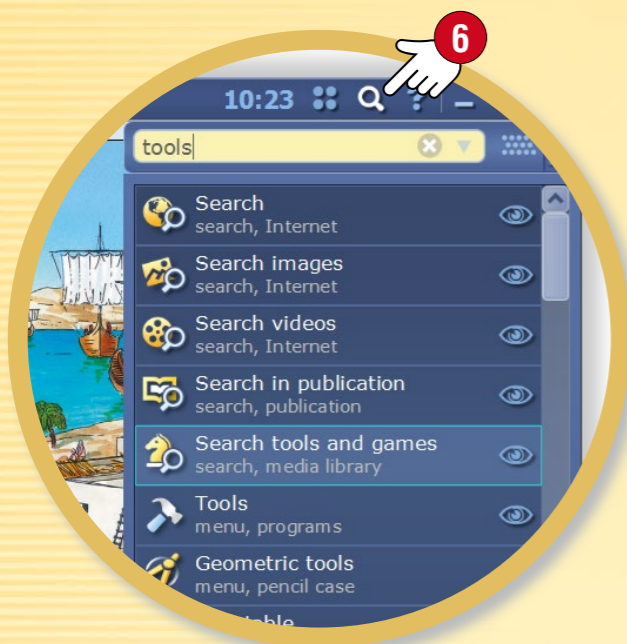 6
10:23 ?
tools
Search
search, Internet
Search images
search, Internet
Search videos
search, Internet
Search in publication
search, publication
Search tools and games
search, media library
Tools
menu, programs
Geometric tools
menu, pencil case